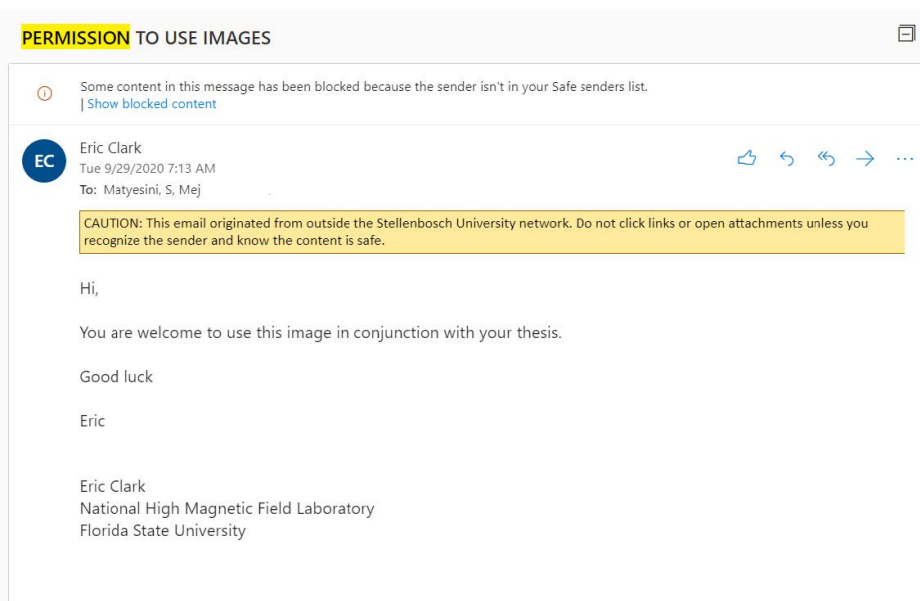 PERMISSION TO USE IMAGES
Some content in this message has been blocked because the sender isn't in your Safe senders list.
| Show blocked content
EC
Eric Clark
Tue 9/29/2020 7:13 AM
To: Matyesini, S, Mej
CAUTION: This email originated from outside the Stellenbosch University network. Do not click links or open attachments unless you
recognize the sender and know the content is safe.
Hi,
You are welcome to use this image in conjunction with your thesis.
Good luck
Eric
Eric Clark
National High Magnetic Field Laboratory
Florida State University